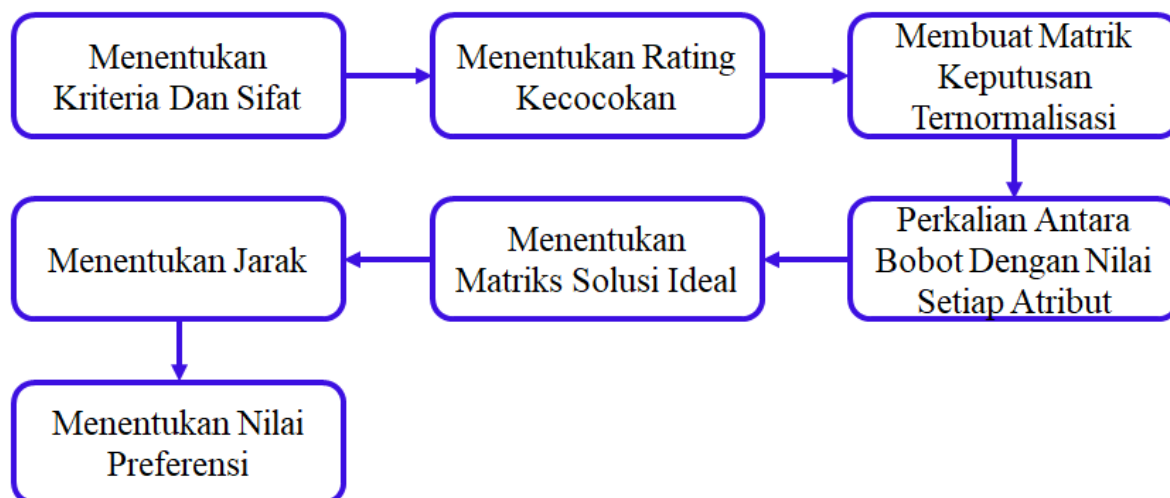 Menentukan
Kriteria Dan Sifat
Menentukan Rating
Kecocokan
Membuat Matrik
Keputusan
Ternormalisasi
Perkalian Antara
Bobot Dengan Nilai
Setiap Atribut
Menentukan
Matriks Solusi Ideal
Menentukan Jarak
Menentukan Nilai
Preferensi